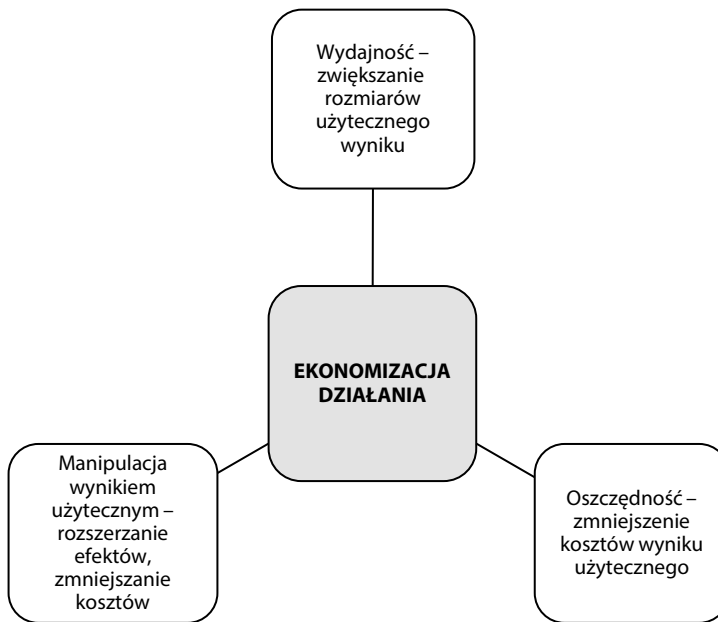 Wydajność –
zwiększanie
rozmiarów
użytecznego
wyniku
EKONOMIZACJA
DZIAŁANIA
Manipulacja
wynikiem
użytecznym –
rozszerzanie
efektów,
zmniejszanie
kosztów
Oszczędność –
zmniejszenie
kosztów wyniku
użytecznego